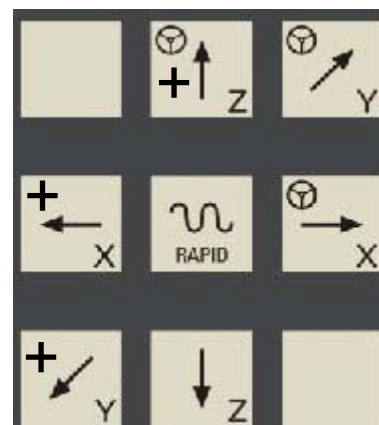 + Z
Y
+ X
RAPID
X
+ Y
Z